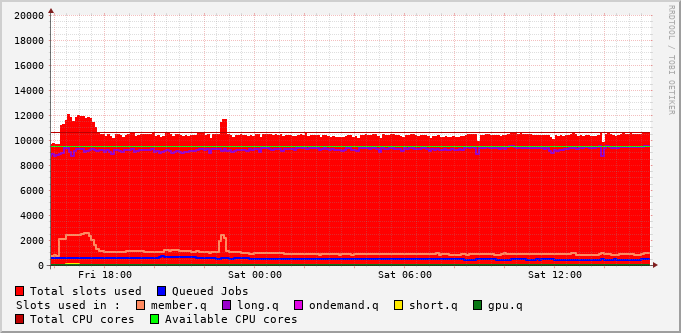 20000
18000
16000
14000
12000
10000
8000
6000
4000
2000
0
Fri 18:00 Sat 00:00 Sat 06:00 Sat 12:00
RRDTOOL / TOBI OETIKER
Total slots used Queued Jobs
Slots used in : member.q long.q ondemand.q short.q gpu.q
Total CPU cores Available CPU cores